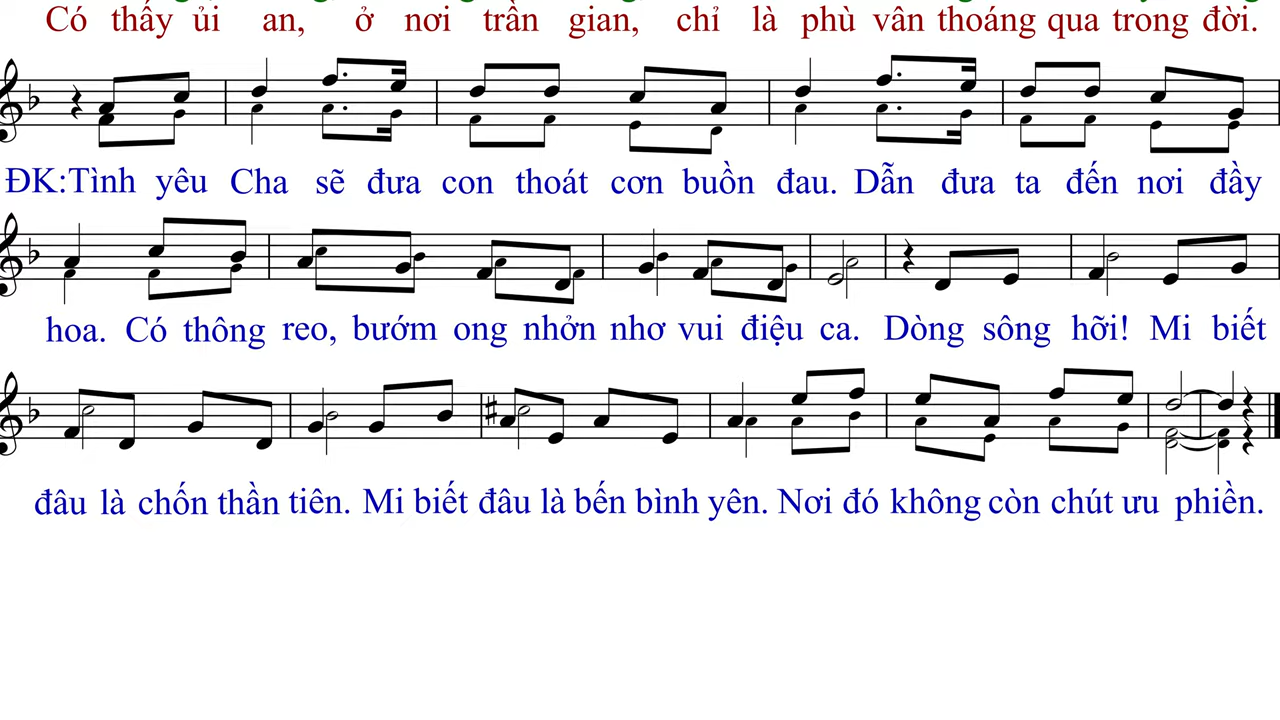 Có thấy ủi an, ở nơi trần gian, chỉ là phù vân thoáng qua trong đời.
ĐK:Tình yêu Cha sẽ đưa con thoát cơn buồn đau. Dẫn đưa ta đến nơi đầy
hoa. Có thông reo, bướm ong nhởn nhơ vui điệu ca. Dòng sông hỡi! Mi biết
đâu là chốn thần tiên. Mi biết đâu là bến bình yên. Nơi đó không còn chút ưu phiền.